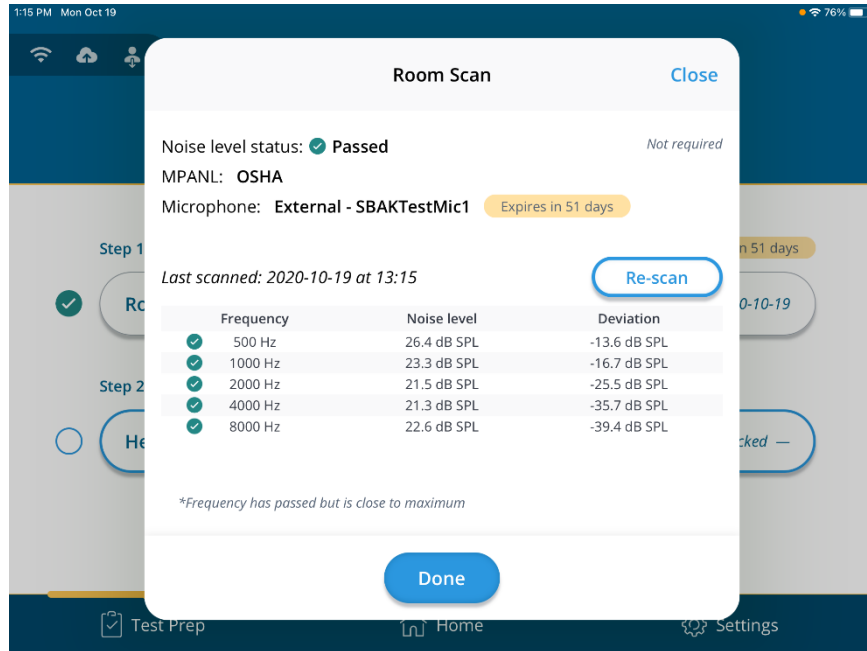 1:15 PM Mon Oct 19 76%
Room Scan Close
Noise level status: Passed Not required
MPANL: OSHA
Microphone: External - SBAKTestMic1 Expires in 51 days
Step 1 n 51 days
Last scanned: 2020-10-19 at 13:15 Re-scan
Ro 0-10-19
Frequency Noise level Deviation
500 Hz 26.4 dB SPL -13.6 dB SPL
1000 Hz 23.3 dB SPL -16.7 dB SPL
2000 Hz 21.5 dB SPL -25.5 dB SPL
Step 2
4000 Hz 21.3 dB SPL -35.7 dB SPL
8000 Hz 22.6 dB SPL -39.4 dB SPL
He cked —
*Frequency has passed but is close to maximum
Done
Test Prep Home Settings